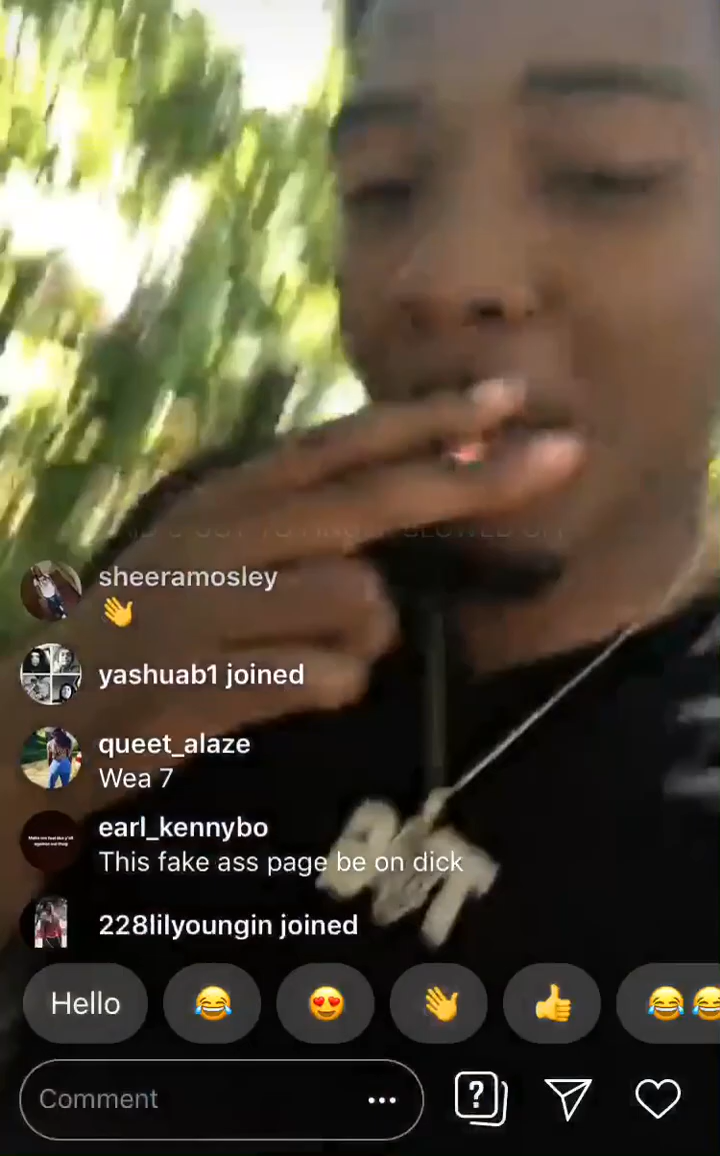 sheeramosley
👋
yashuab1 joined
queet_alaze
Wea 7
earl_kennybo
This fake ass page be on dick
228lilyoungin joined
Hello 😂 😍 👋 👍 😂😂
Comment